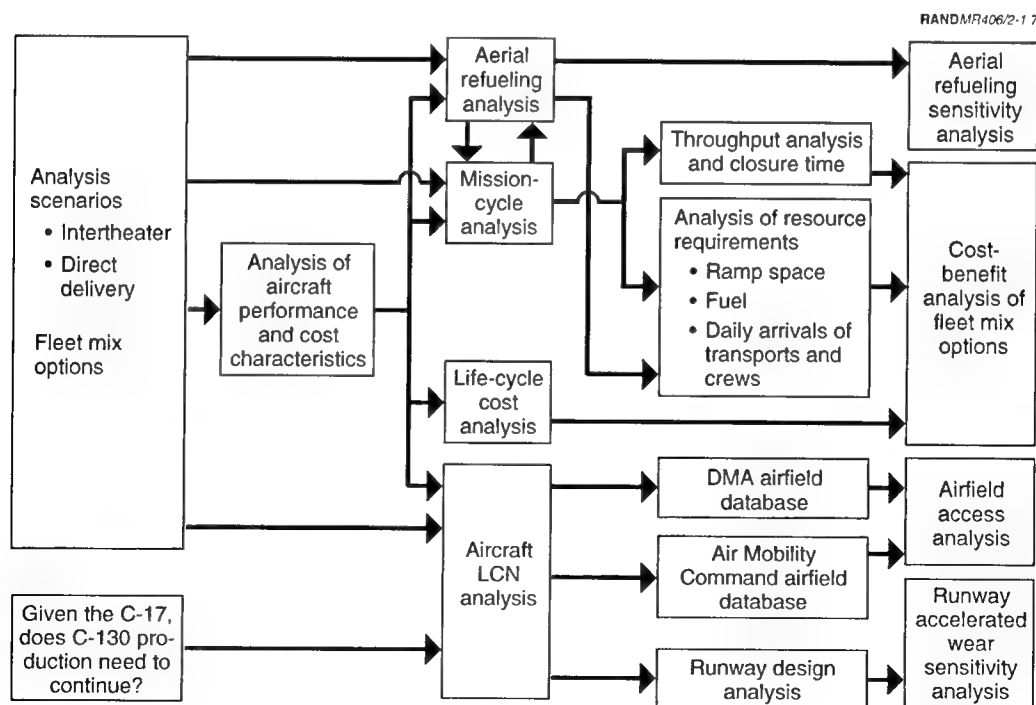 RANDMR406/2-1 7
Analysis
scenarios
• Intertheater
• Direct
delivery
Fleet mix
options
Given the C-17,
does C-130 pro-
duction need to
continue?
Analysis of
aircraft
performance
and cost
characteristics
Aerial
refueling
analysis
Mission-
cycle
analysis
Life-cycle
cost
analysis
Aircraft
LCN
analysis
Throughput analysis
and closure time
Analysis of resource
requirements
• Ramp space
• Fuel
• Daily arrivals of
transports and
crews
DMA airfield
database
Air Mobility
Command airfield
database
Runway design
analysis
Aerial
refueling
sensitivity
analysis
Cost-
benefit
analysis of
fleet mix
options
Airfield
access
analysis
Runway
accelerated
wear
sensitivity
analysis